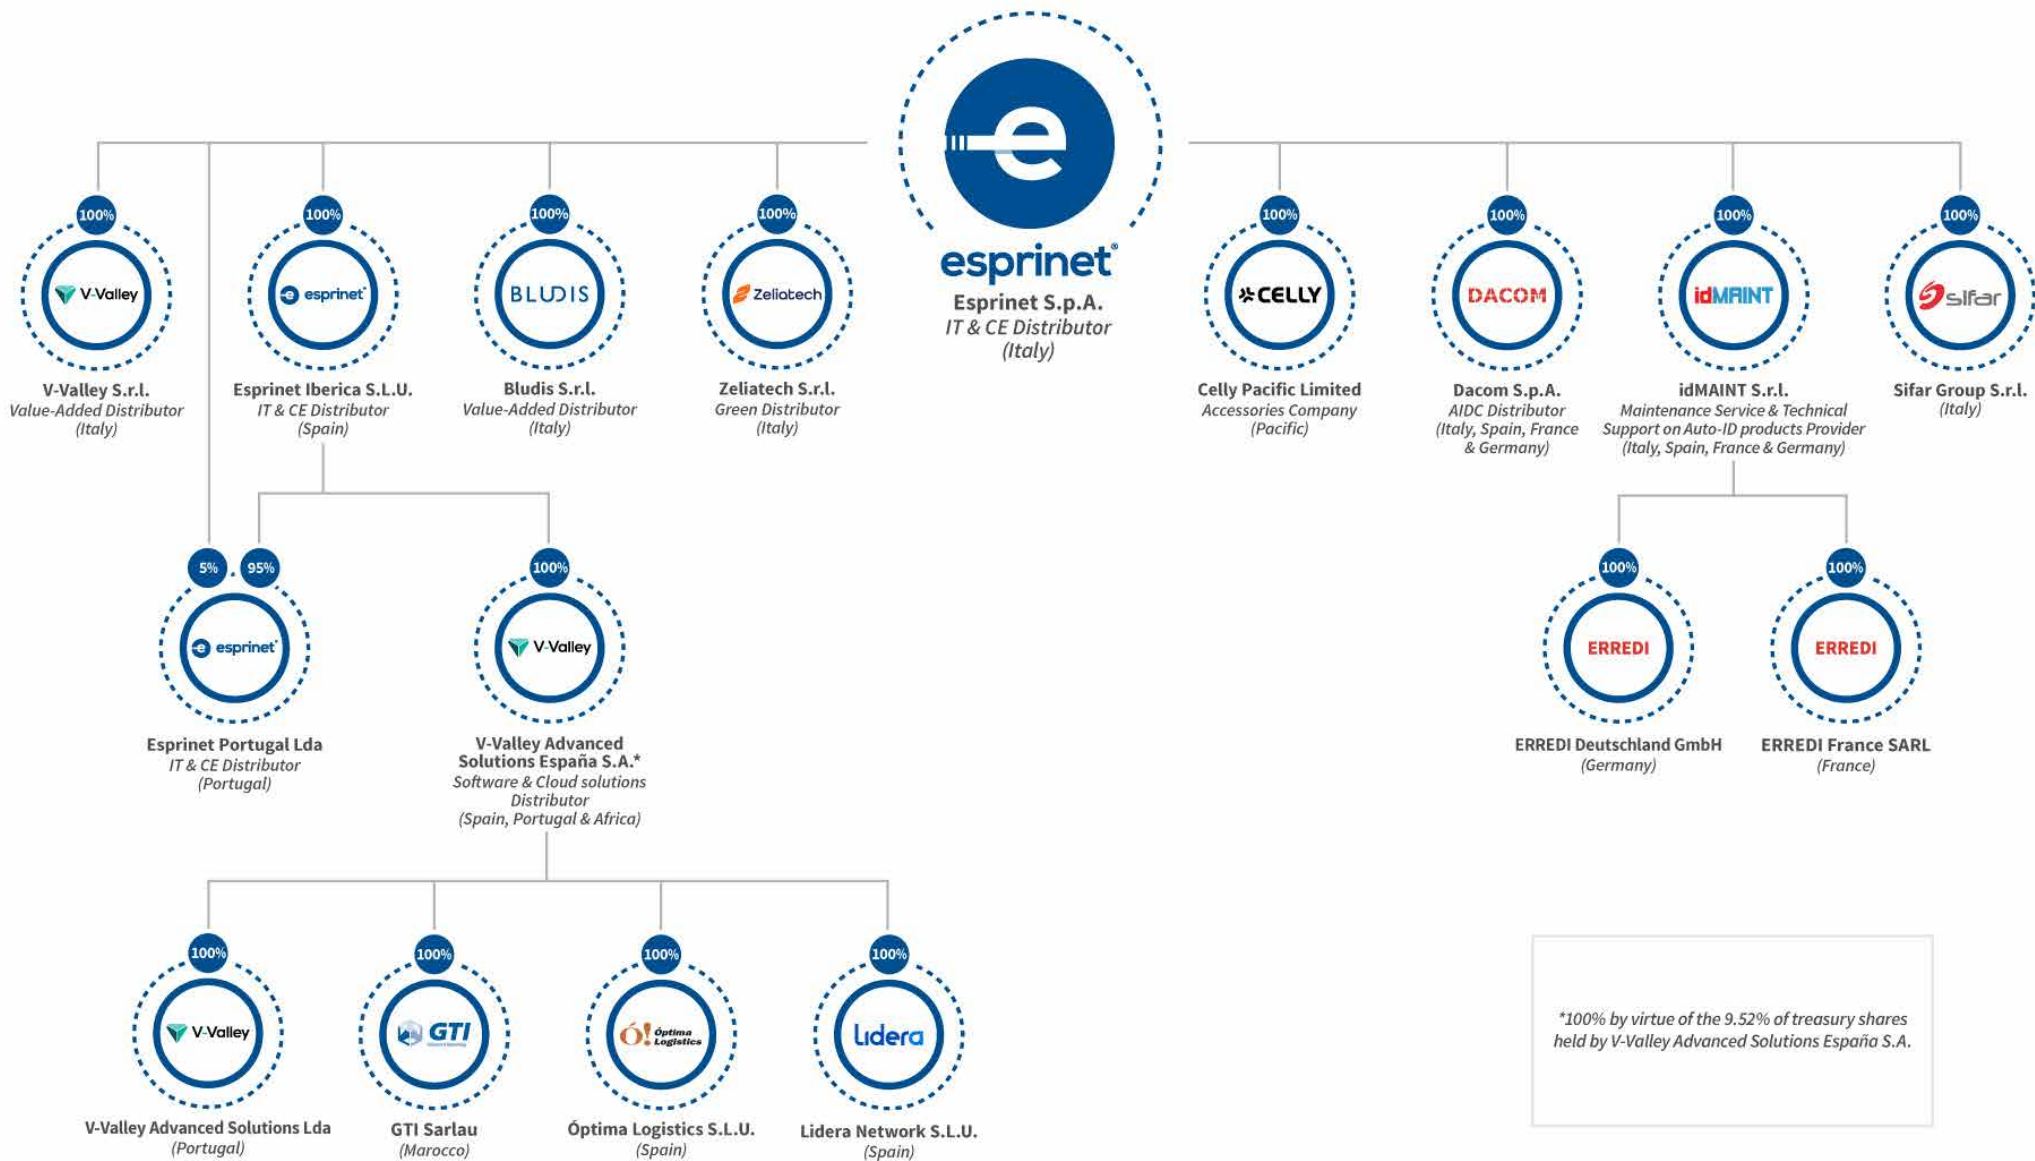 esprinet
Esprinet S.p.A.
IT & CE Distributor
(Italy)
100%
V-Valley
V-Valley S.r.l.
Value-Added Distributor
(Italy)
100%
esprinet
Esprinet Iberica S.L.U.
IT & CE Distributor
(Spain)
100%
BLUDIS
Bludis S.r.l.
Value-Added Distributor
(Italy)
100%
Zeliatech
Zeliatech S.r.l.
Green Distributor
(Italy)
100%
CELLY
Celly Pacific Limited
Accessories Company
(Pacific)
100%
DACOM
Dacom S.p.A.
AIDC Distributor
(Italy, Spain, France
& Germany)
100%
idMAINT
idMAINT S.r.l.
Maintenance Service & Technical
Support on Auto-ID products Provider
(Italy, Spain, France & Germany)
100%
sifar
Sifar Group S.r.l.
(Italy)
5%
95%
esprinet
Esprinet Portugal Lda
IT & CE Distributor
(Portugal)
100%
V-Valley
V-Valley Advanced
Solutions España S.A.*
Software & Cloud solutions
Distributor
(Spain, Portugal & Africa)
100%
ERREDI
ERREDI Deutschland GmbH
(Germany)
100%
ERREDI
ERREDI France SARL
(France)
100%
V-Valley
V-Valley Advanced Solutions Lda
(Portugal)
100%
GTI
GTI Sarlau
(Marocco)
100%
Ó! Óptima
Logistics
Óptima Logistics S.L.U.
(Spain)
100%
Lidera
Lidera Network S.L.U.
(Spain)
*100% by virtue of the 9.52% of treasury shares
held by V-Valley Advanced Solutions España S.A.